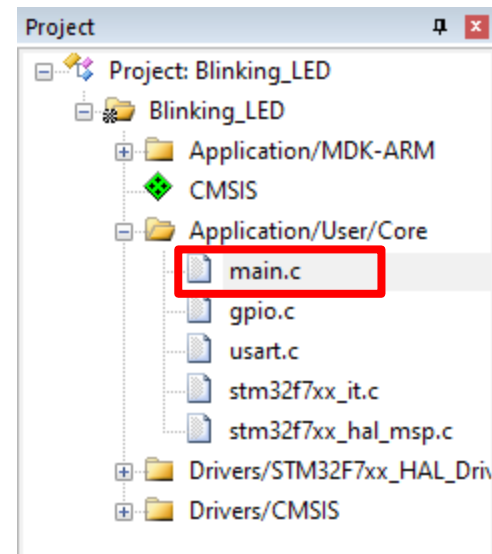 Project
Project: Blinking_LED
Blinking_LED
Application/MDK-ARM
CMSIS
Application/User/Core
main.c
gpio.c
usart.c
stm32f7xx_it.c
stm32f7xx_hal_msp.c
Drivers/STM32F7xx_HAL_Driv
Drivers/CMSIS